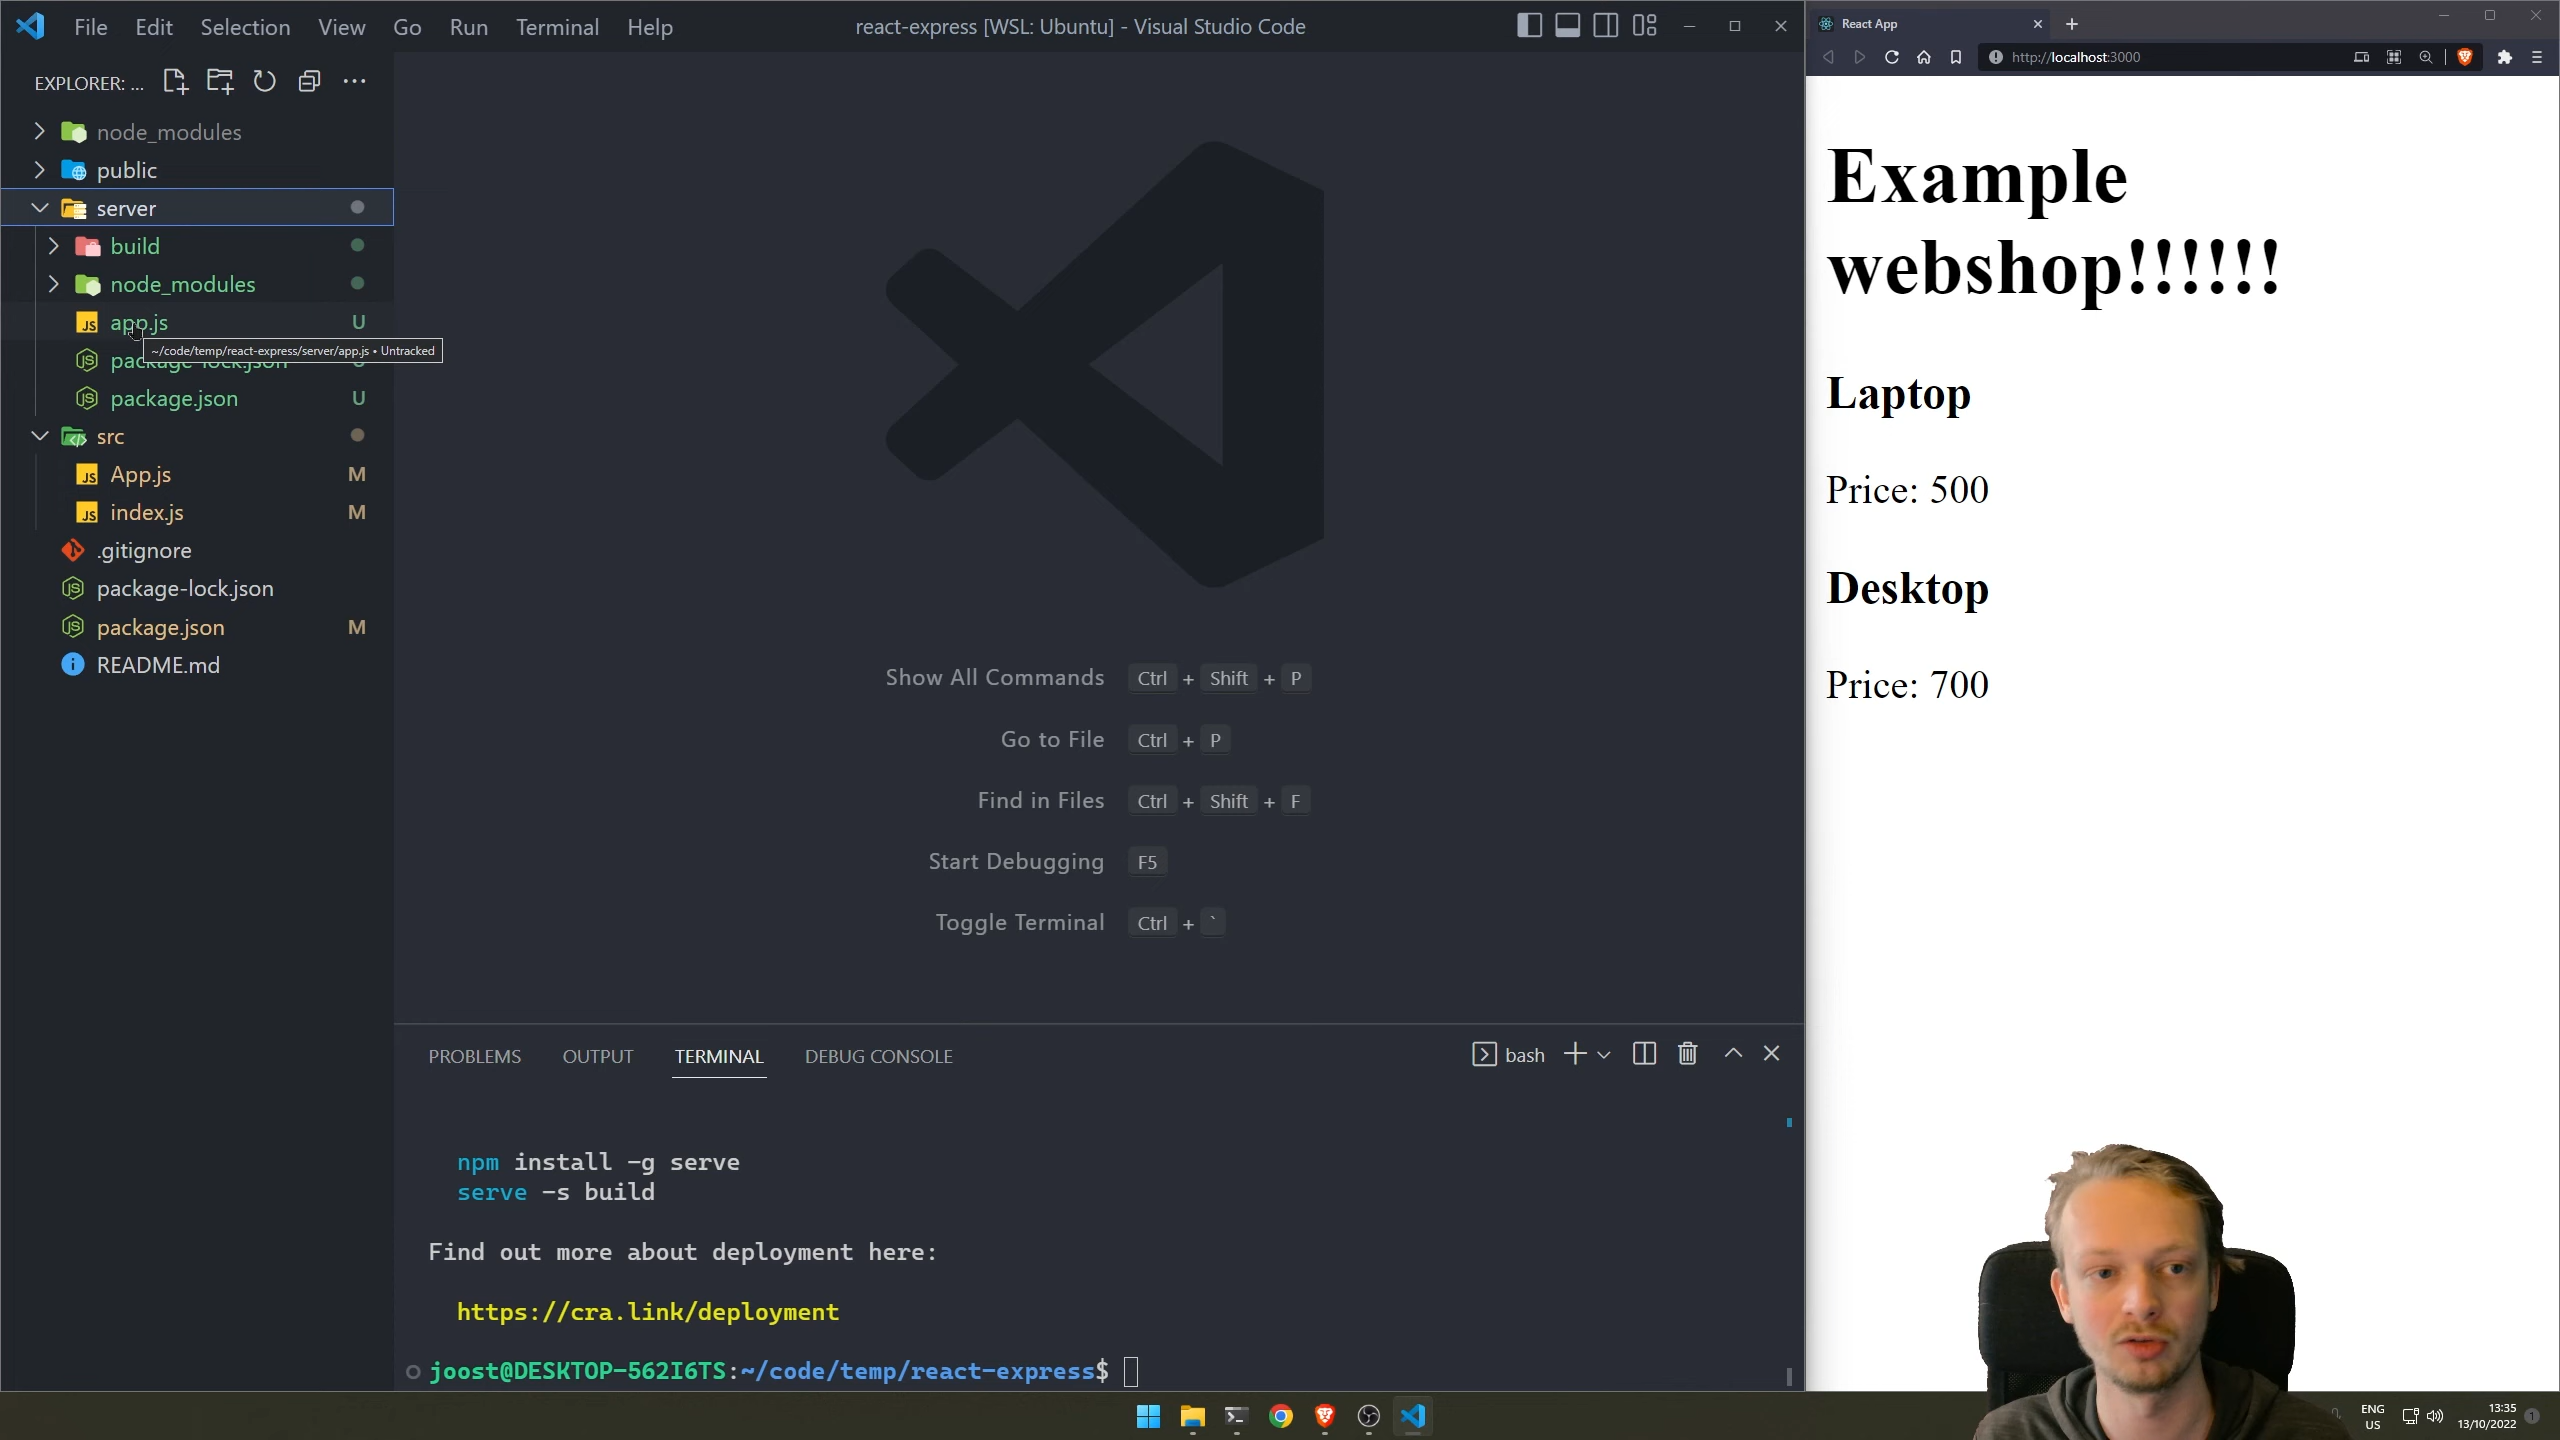 File Edit Selection View Go Run Terminal Help
react-express [WSL: Ubuntu] - Visual Studio Code
EXPLORER: ...
node_modules
public
server
build
node_modules
app.js U
~/code/temp/react-express/server/app.js • Untracked
package-lock.json U
package.json U
src
App.js M
index.js M
.gitignore
package-lock.json
package.json M
README.md
Show All Commands Ctrl + Shift + P
Go to File Ctrl + P
Find in Files Ctrl + Shift + F
Start Debugging F5
Toggle Terminal Ctrl + `
PROBLEMS OUTPUT TERMINAL DEBUG CONSOLE
bash
npm install -g serve
serve -s build
Find out more about deployment here:
https://cra.link/deployment
joost@DESKTOP-562I6TS:~/code/temp/react-express$
React App
http://localhost:3000
Example
webshop!!!!!!
Laptop
Price: 500
Desktop
Price: 700
ENG
US
13:35
13/10/2022
1